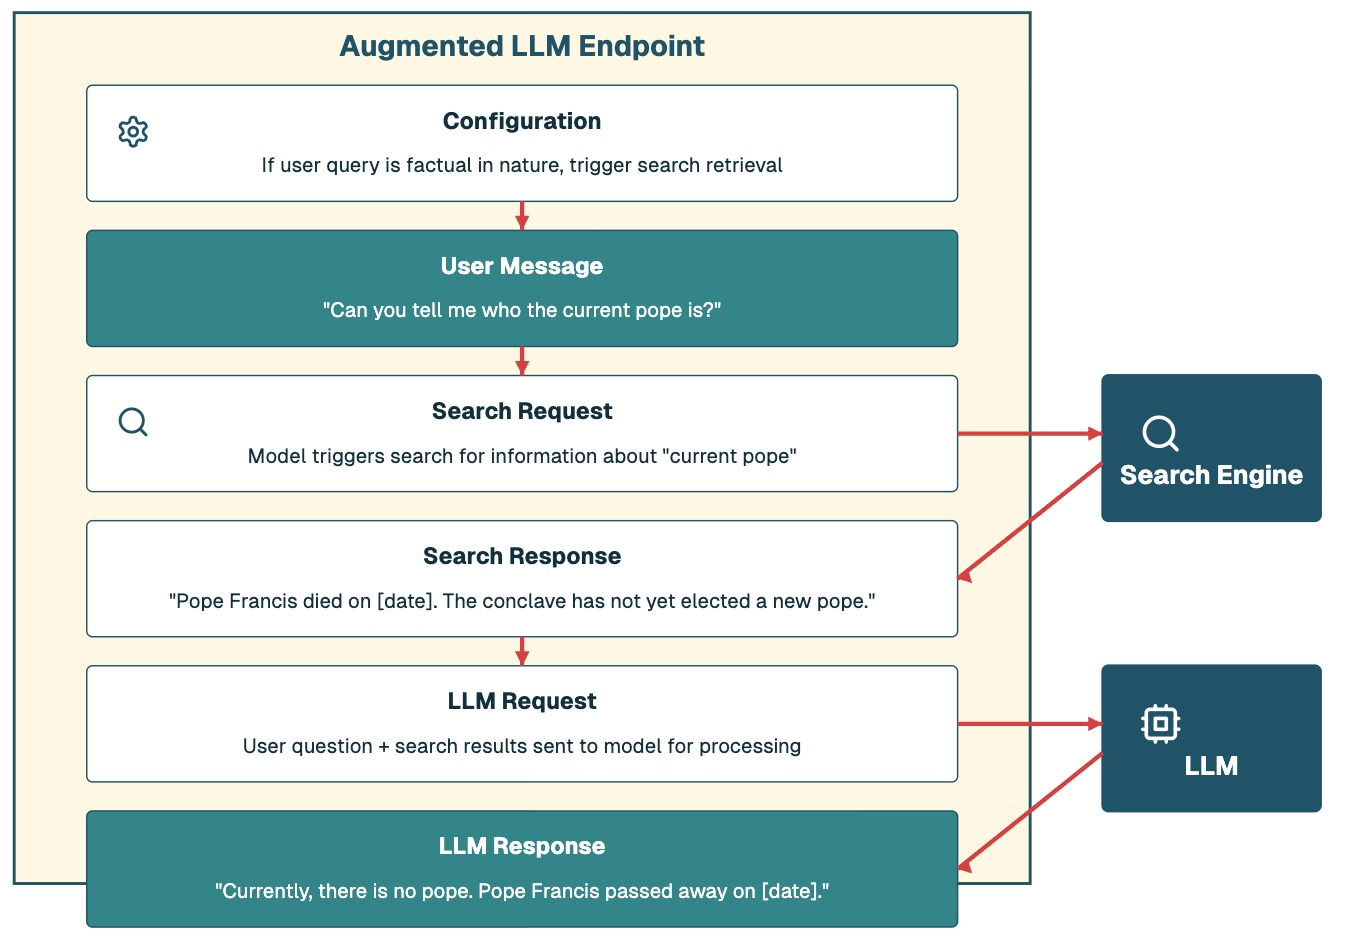 Augmented LLM Endpoint
Configuration
If user query is factual in nature, trigger search retrieval
User Message
"Can you tell me who the current pope is?"
Search Request
Model triggers search for information about "current pope"
Search Engine
Search Response
"Pope Francis died on [date]. The conclave has not yet elected a new pope."
LLM Request
User question + search results sent to model for processing
LLM
LLM Response
"Currently, there is no pope. Pope Francis passed away on [date]."